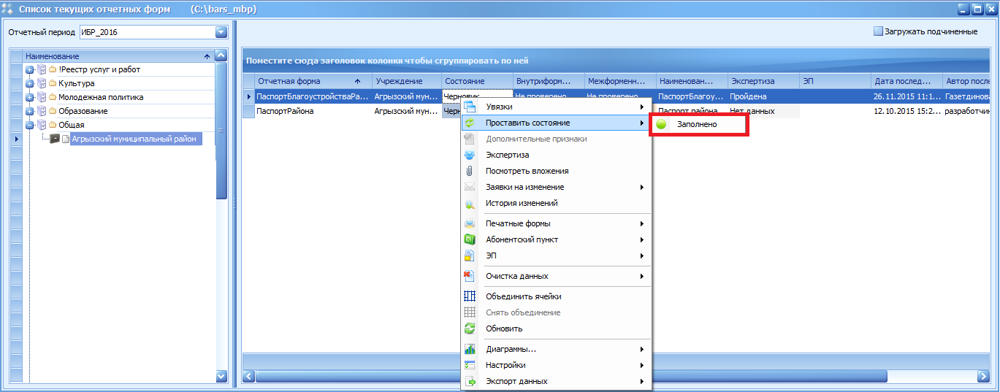 Список текущих отчетных форм (C:\bars_mbp)
Отчетный период ИБР_2016
Загружать подчиненные
Наименование
!Реестр услуг и работ
Культура
Молодежная политика
Образование
Общая
Агрызский муниципальный район
Поместите сюда заголовок колонки чтобы сгруппировать по ней
Отчетная форма Учреждение Состояние Внутриформ... Межформенн... Наименован... Экспертиза ЭП Дата послед... Автор послед
ПаспортБлагоустройстваРа... Агрызский мун... Черновик Не проверено Не проверено ПаспортБлагоу... Пройдена 26.11.2015 11:1... Газетдинова
ПаспортРайона Агрызский мун... Черн Паспорт района Нет данных 12.10.2015 15:2... разработчик
Увязки
Проставить состояние
Заполнено
Дополнительные признаки
Экспертиза
Посмотреть вложения
Заявки на изменение
История изменений
Печатные формы
Абонентский пункт
ЭП
Очистка данных
Объединить ячейки
Снять объединение
Обновить
Диаграммы...
Настройки
Экспорт данных